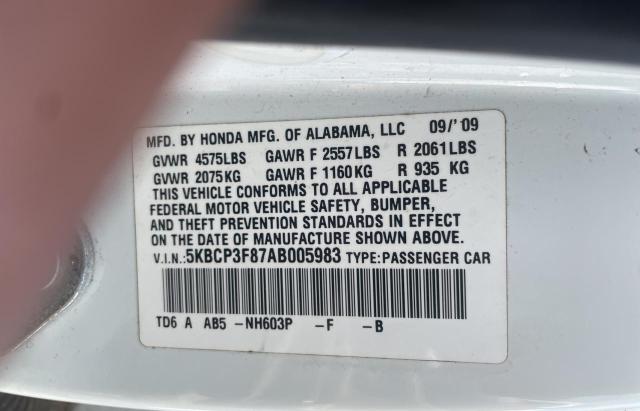 MFD. BY HONDA MFG. OF ALABAMA, LLC 09/'09
GVWR 4575LBS GAWR F 2557LBS R 2061LBS
GVWR 2075KG GAWR F 1160KG R 935 KG
THIS VEHICLE CONFORMS TO ALL APPLICABLE
FEDERAL MOTOR VEHICLE SAFETY, BUMPER,
AND THEFT PREVENTION STANDARDS IN EFFECT
ON THE DATE OF MANUFACTURE SHOWN ABOVE.
V.I.N.:5KBCP3F87AB005983 TYPE:PASSENGER CAR
TD6 A AB5 -NH603P -F -B